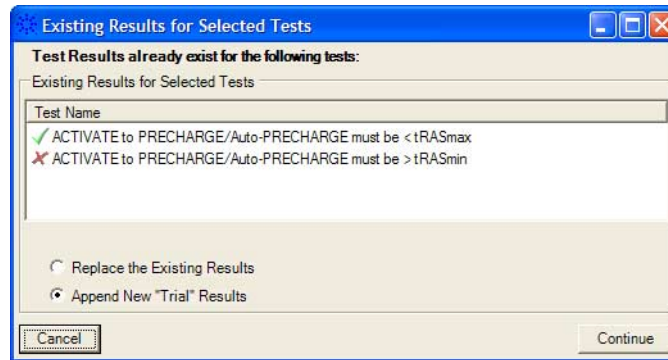 Existing Results for Selected Tests
Test Results already exist for the following tests:
Existing Results for Selected Tests
Test Name
ACTIVATE to PRECHARGE/Auto-PRECHARGE must be < tRASmax
ACTIVATE to PRECHARGE/Auto-PRECHARGE must be > tRASmin
Replace the Existing Results
Append New "Trial" Results
Cancel Continue